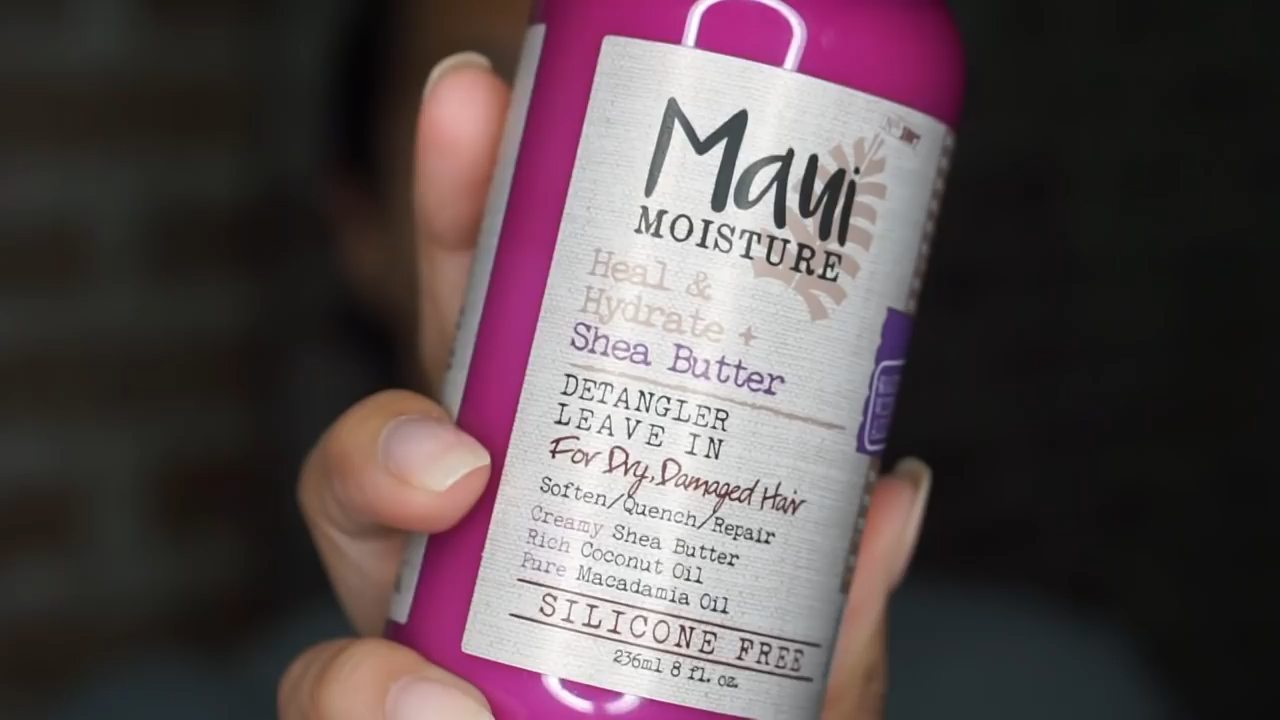 Maui
MOISTURE
Heal &
Hydrate +
Shea Butter
DETANGLER
LEAVE IN
For Dry, Damaged Hair
Soften/Quench/Repair
Creamy Shea Butter
Rich Coconut Oil
Pure Macadamia Oil
SILICONE FREE
236ml 8 fl. oz.